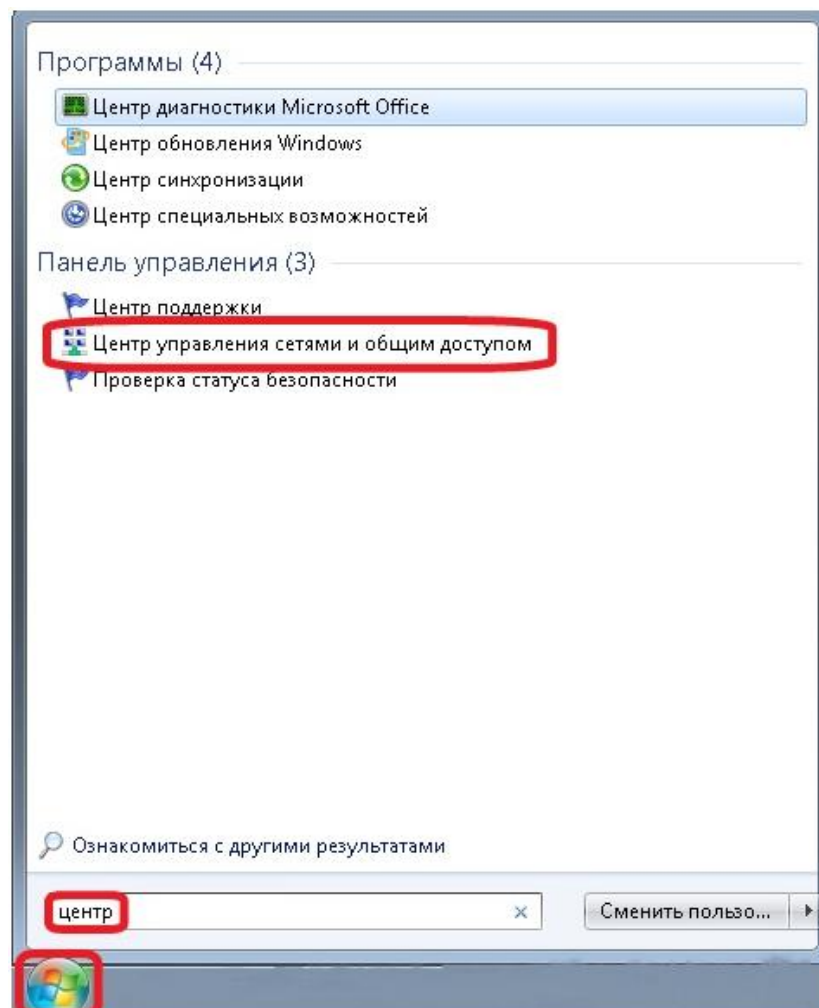 Программы (4)
Центр диагностики Microsoft Office
Центр обновления Windows
Центр синхронизации
Центр специальных возможностей
Панель управления (3)
Центр поддержки
Центр управления сетями и общим доступом
Проверка статуса безопасности
Ознакомиться с другими результатами
центр
Сменить пользо...